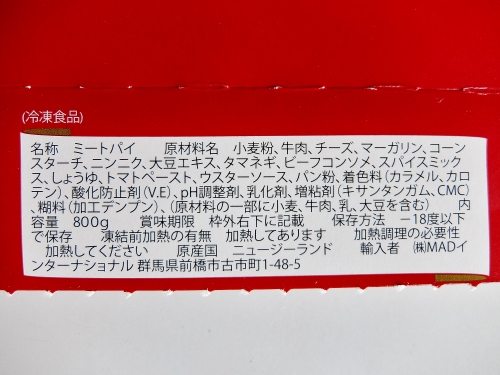 (冷凍食品)
名称　ミートパイ　　原材料名　小麦粉、牛肉、チーズ、マーガリン、コーン
スターチ、ニンニク、大豆エキス、タマネギ、ビーフコンソメ、スパイスミック
ス、しょうゆ、トマトペースト、ウスターソース、パン粉、着色料（カラメル、カロ
テン）、酸化防止剤（V.E）、pH調整剤、乳化剤、増粘剤（キサンタンガム、CMC）
、糊料（加工デンプン）、（原材料の一部に小麦、牛肉、乳、大豆を含む）　内
容量　800g　　賞味期限　枠外右下に記載　　保存方法　－18度以下
で保存　　凍結前加熱の有無　加熱してあります　　加熱調理の必要性
　加熱してください　　原産国　ニュージーランド　　輸入者　㈱MADイ
ンターナショナル 群馬県前橋市古市町1-48-5